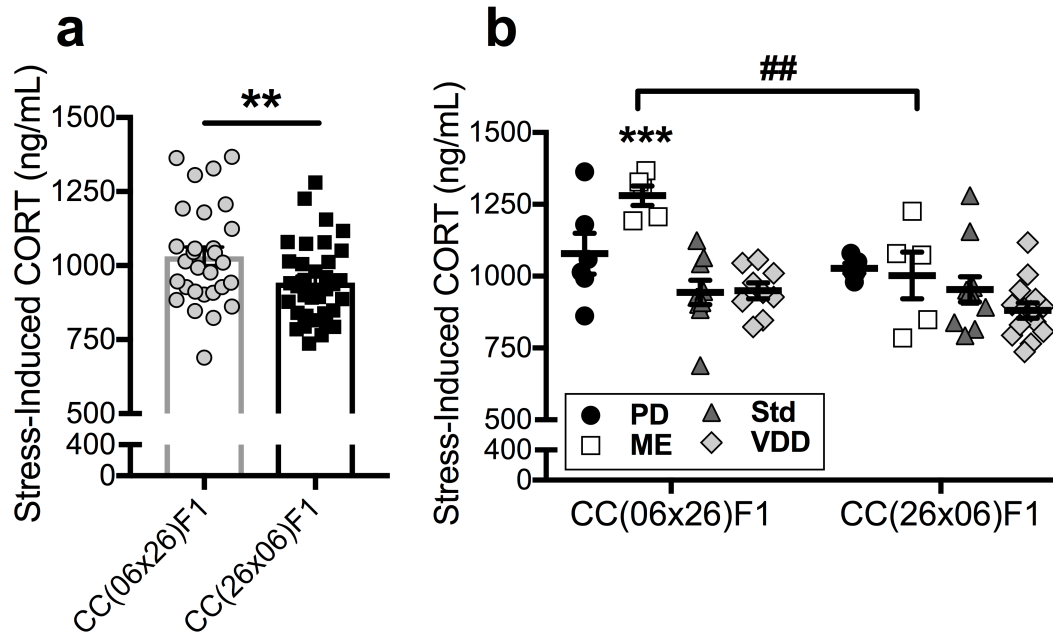 a
Stress-Induced CORT (ng/mL)
1500
1250
1000
750
500
400
0
**
CC(06x26)F1
CC(26x06)F1
b
Stress-Induced CORT (ng/mL)
1500
1250
1000
750
500
400
0
##
***
PD
Std
ME
VDD
CC(06x26)F1
CC(26x06)F1